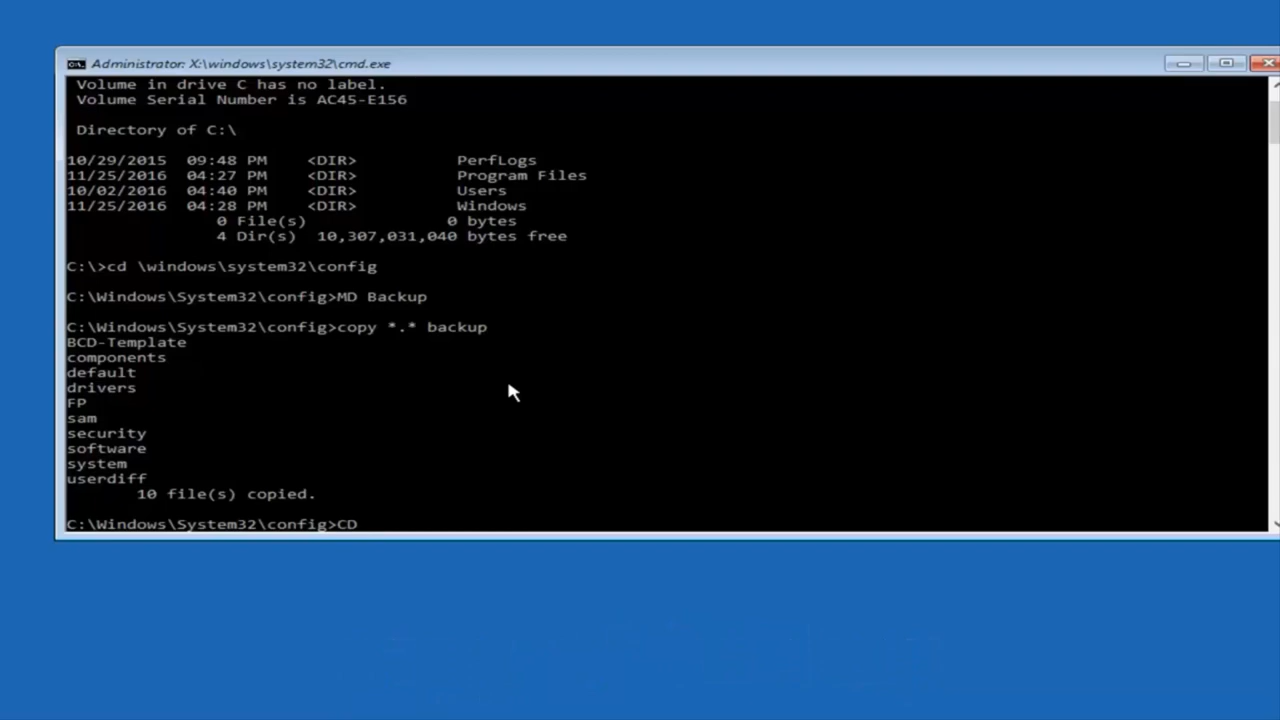 Administrator: X:\windows\system32\cmd.exe
Volume in drive C has no label.
Volume Serial Number is AC45-E156
Directory of C:\
10/29/2015 09:48 PM <DIR> PerfLogs
11/25/2016 04:27 PM <DIR> Program Files
10/02/2016 04:40 PM <DIR> Users
11/25/2016 04:28 PM <DIR> Windows
0 File(s) 0 bytes
4 Dir(s) 10,307,031,040 bytes free
C:\>cd \windows\system32\config
C:\Windows\System32\config>MD Backup
C:\Windows\System32\config>copy *.* backup
BCD-Template
components
default
drivers
FP
sam
security
software
system
userdiff
10 file(s) copied.
C:\Windows\System32\config>CD